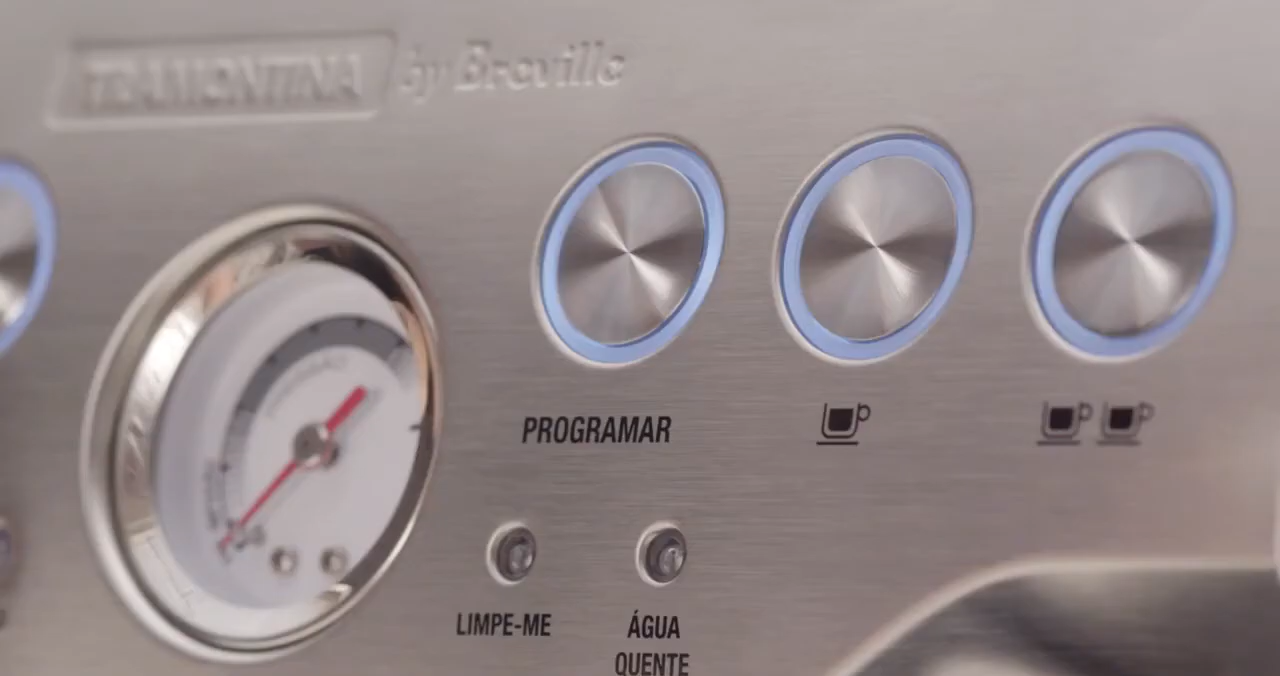 TRAMONTINA by Breville
PROGRAMAR
LIMPE-ME
ÁGUA
QUENTE